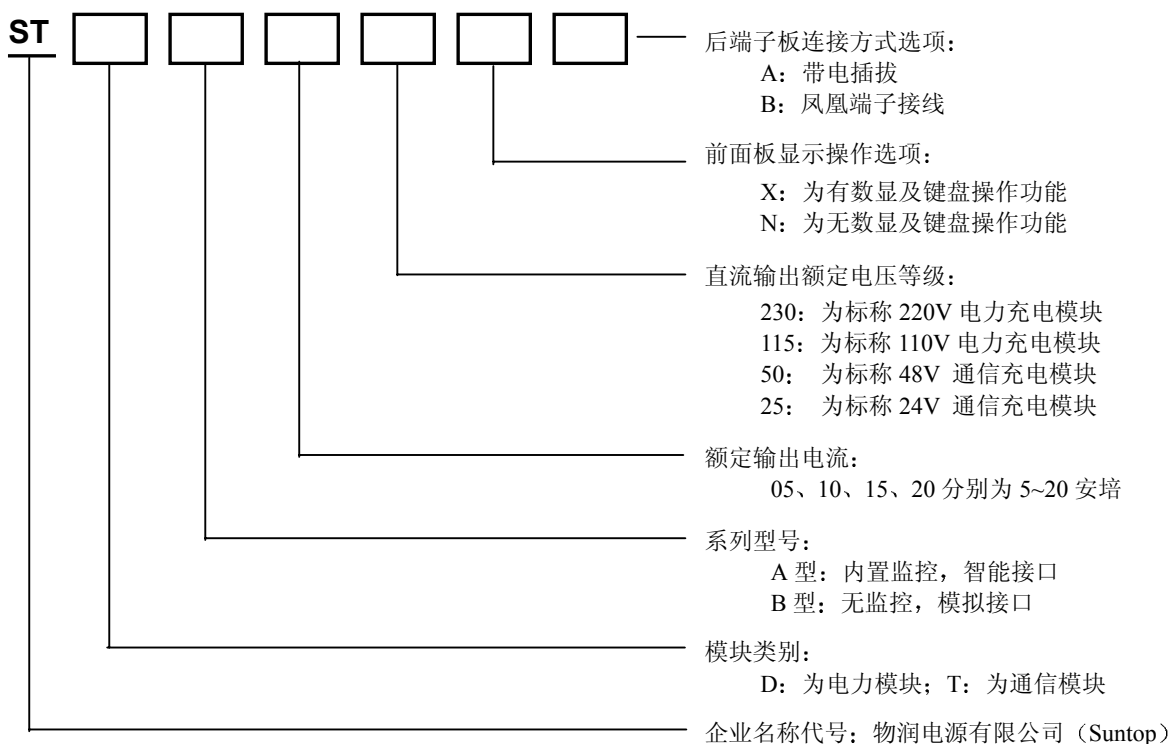 ST
后端子板连接方式选项：
A：带电插拔
B：凤凰端子接线
前面板显示操作选项：
X：为有数显及键盘操作功能
N：为无数显及键盘操作功能
直流输出额定电压等级：
230：为标称 220V 电力充电模块
115：为标称 110V 电力充电模块
50： 为标称 48V 通信充电模块
25： 为标称 24V 通信充电模块
额定输出电流：
05、10、15、20 分别为 5~20 安培
系列型号：
A 型：内置监控，智能接口
B 型：无监控，模拟接口
模块类别：
D：为电力模块；T：为通信模块
企业名称代号：物润电源有限公司（Suntop）